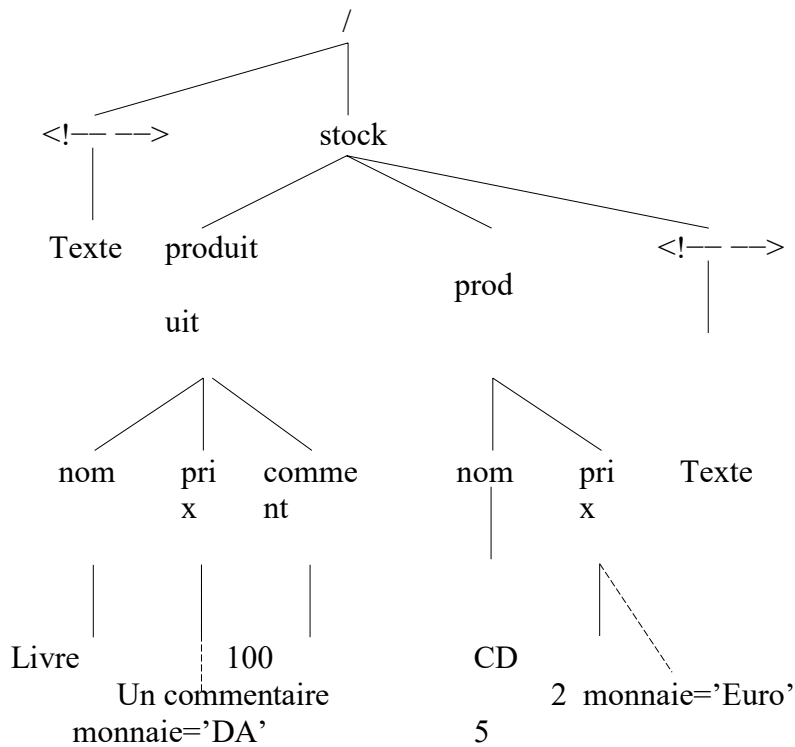 /
<!–– ––> stock
Texte produit <!–– ––>
prod
uit
nom pri comme nom pri Texte
x nt x
Livre 100 CD
Un commentaire 2 monnaie=’Euro’
monnaie=’DA’ 5